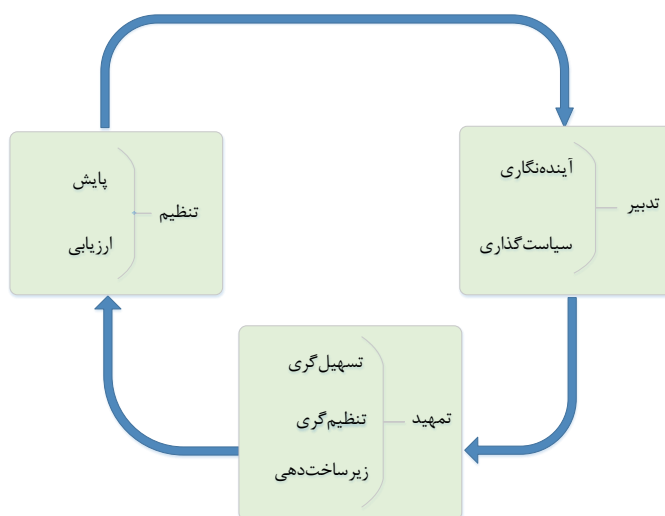 تدبیر
آینده‌نگاری
سیاست‌گذاری
تمهید
تسهیل‌گری
تنظیم‌گری
زیرساخت‌دهی
تنظیم
پایش
ارزیابی